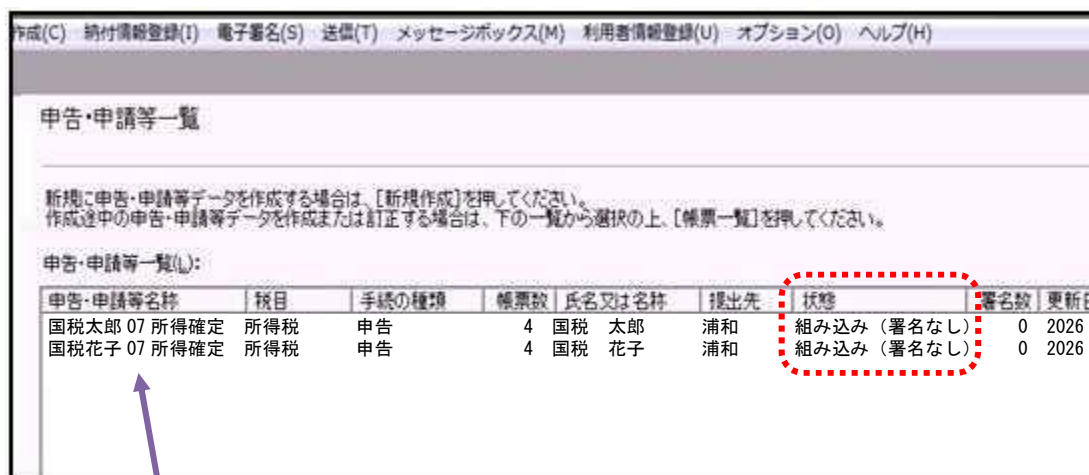 作成(C) 納付情報登録(I) 電子署名(S) 送信(T) メッセージボックス(M) 利用者情報登録(U) オプション(O) ヘルプ(H)
申告・申請等一覧
新規に申告・申請等データを作成する場合は、[新規作成]を押してください。
作成途中の申告・申請等データを作成または訂正する場合は、下の一覧から選択の上、[帳票一覧]を押してください。
申告・申請等一覧(L):
申告・申請等名称 税目 手続の種類 帳票数 氏名又は名称 提出先 状態 署名数 更新日
国税太郎 07 所得確定 所得税 申告 4 国税 太郎 浦和 組み込み（署名なし） 0 2026
国税花子 07 所得確定 所得税 申告 4 国税 花子 浦和 組み込み（署名なし） 0 2026